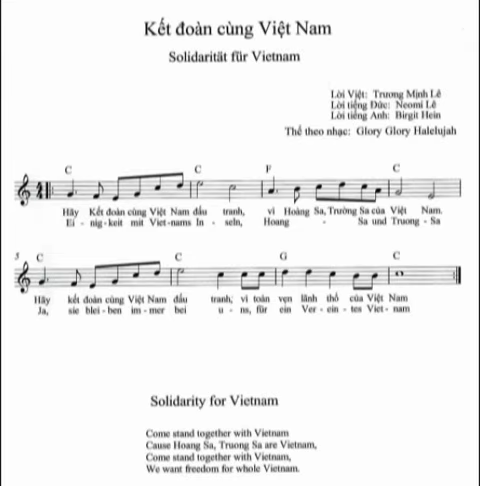 Kết đoàn cùng Việt Nam
Solidarität für Vietnam
Lời Việt: Trương Minh Lê
Lời tiếng Đức: Neomi Lê
Lời tiếng Anh: Birgit Hein
Thể theo nhạc: Glory Glory Halelujah
C C F C
Hãy Kết đoàn cùng Việt Nam đấu tranh, vì Hoàng Sa, Trường Sa của Việt Nam.
Ei - nig - keit mit Viet - nams In - seln, Hoang - Sa und Truong - Sa
3 C C G C
Hãy kết đoàn cùng Việt Nam đấu tranh, vì toàn vẹn lãnh thổ của Việt Nam
Ja, sie blei - ben im - mer bei u - ns, für ein Ver - ein - tes Viet - nam
Solidarity for Vietnam
Come stand together with Vietnam
Cause Hoang Sa, Truong Sa are Vietnam,
Come stand together with Vietnam,
We want freedom for whole Vietnam.